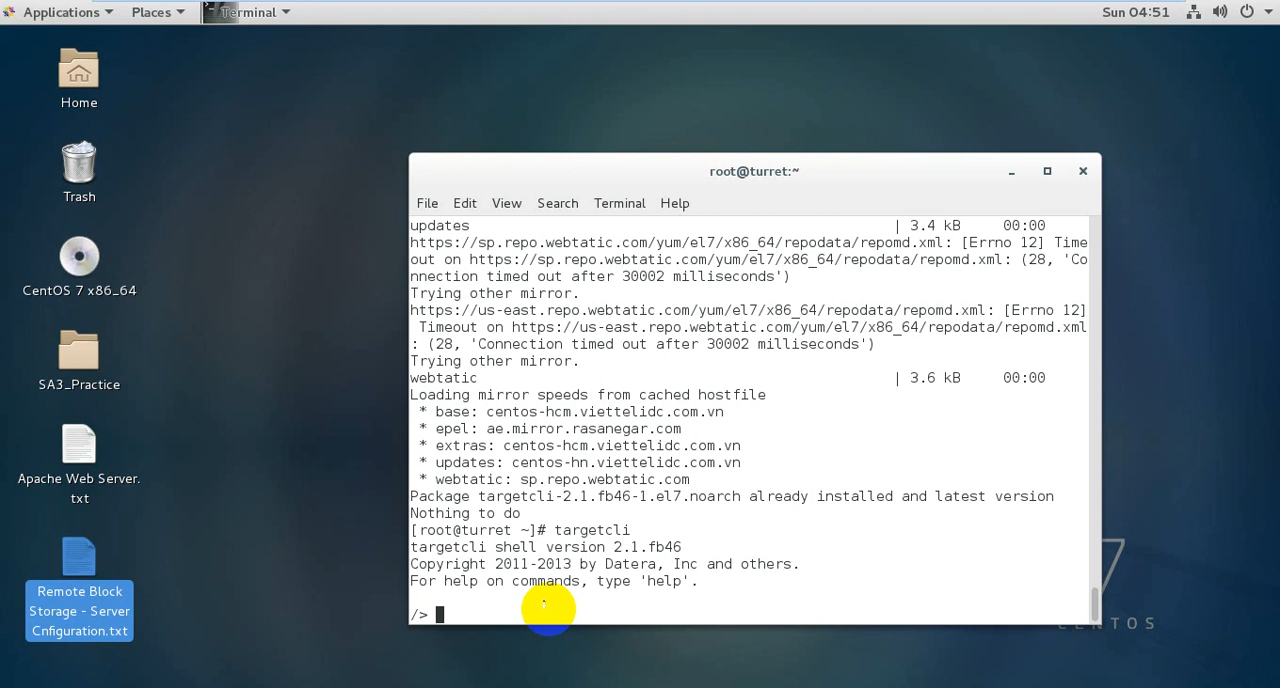 Applications Places Terminal Sun 04:51
Home
Trash
CentOS 7 x86_64
SA3_Practice
Apache Web Server.
txt
Remote Block
Storage - Server
Cnfiguration.txt
root@turret:~
File Edit View Search Terminal Help
updates | 3.4 kB 00:00
https://sp.repo.webtatic.com/yum/el7/x86_64/repodata/repomd.xml: [Errno 12] Time
out on https://sp.repo.webtatic.com/yum/el7/x86_64/repodata/repomd.xml: (28, 'Co
nnection timed out after 30002 milliseconds')
Trying other mirror.
https://us-east.repo.webtatic.com/yum/el7/x86_64/repodata/repomd.xml: [Errno 12]
Timeout on https://us-east.repo.webtatic.com/yum/el7/x86_64/repodata/repomd.xml
: (28, 'Connection timed out after 30002 milliseconds')
Trying other mirror.
webtatic | 3.6 kB 00:00
Loading mirror speeds from cached hostfile
* base: centos-hcm.viettelidc.com.vn
* epel: ae.mirror.rasanegar.com
* extras: centos-hcm.viettelidc.com.vn
* updates: centos-hn.viettelidc.com.vn
* webtatic: sp.repo.webtatic.com
Package targetcli-2.1.fb46-1.el7.noarch already installed and latest version
Nothing to do
[root@turret ~]# targetcli
targetcli shell version 2.1.fb46
Copyright 2011-2013 by Datera, Inc and others.
For help on commands, type 'help'.
/>
7
CENTOS